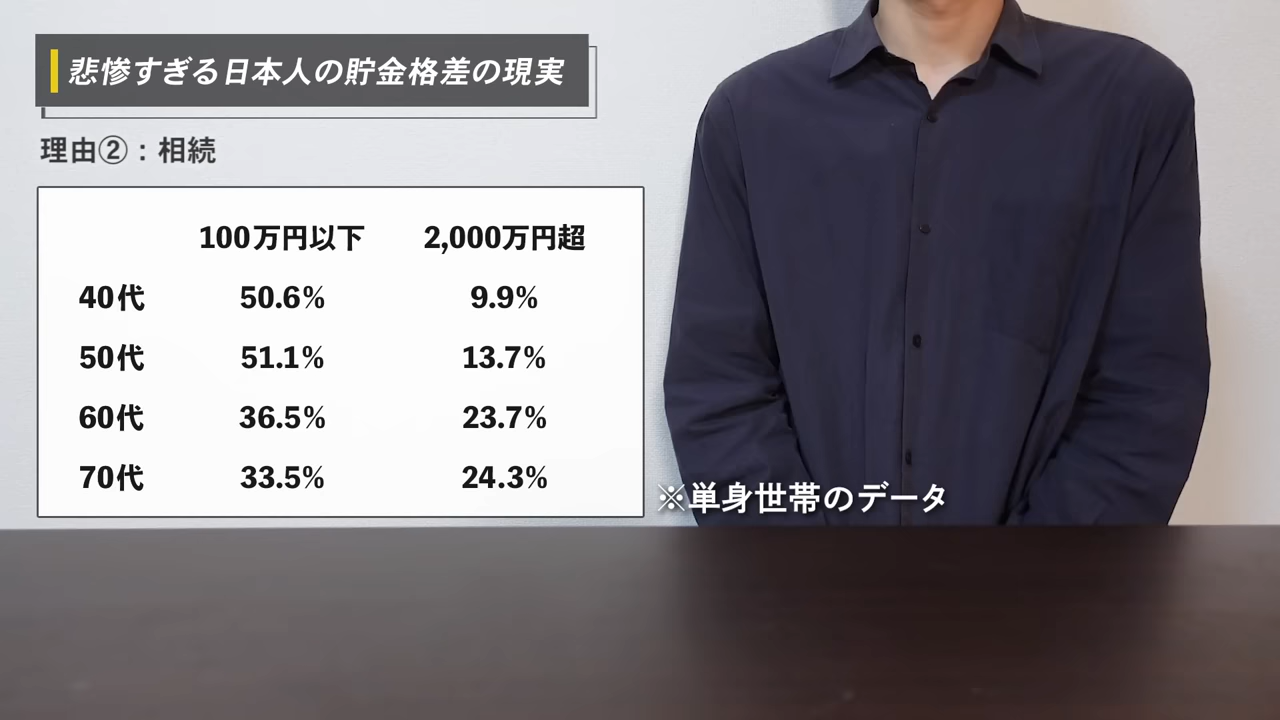 悲惨すぎる日本人の貯金格差の現実
理由②：相続
100万円以下 2,000万円超
40代 50.6% 9.9%
50代 51.1% 13.7%
60代 36.5% 23.7%
70代 33.5% 24.3%
※単身世帯のデータ